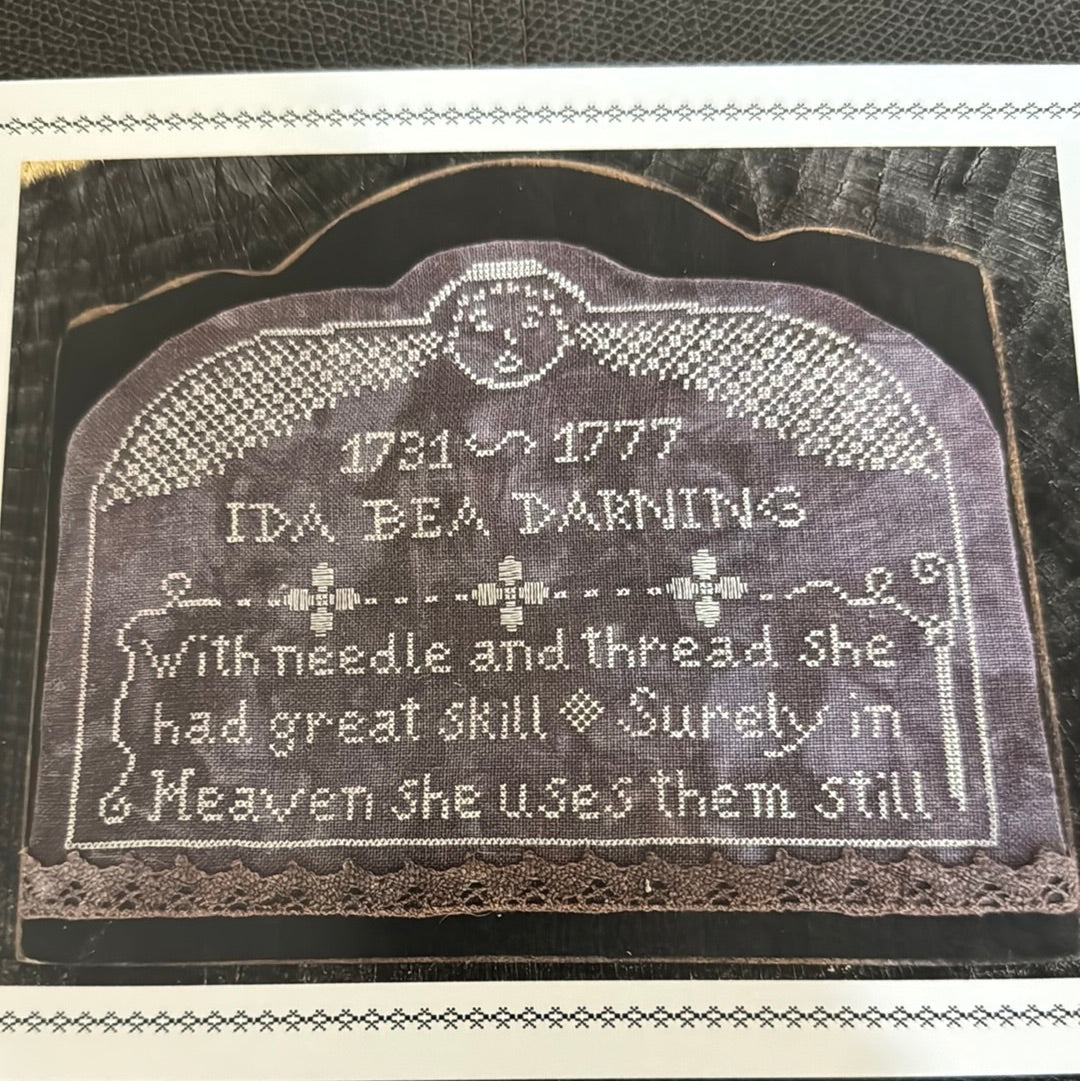 1731 ~ 1777
IDA BEA DARNING
With needle and thread she
had great skill ❖ Surely in
Heaven she uses them still